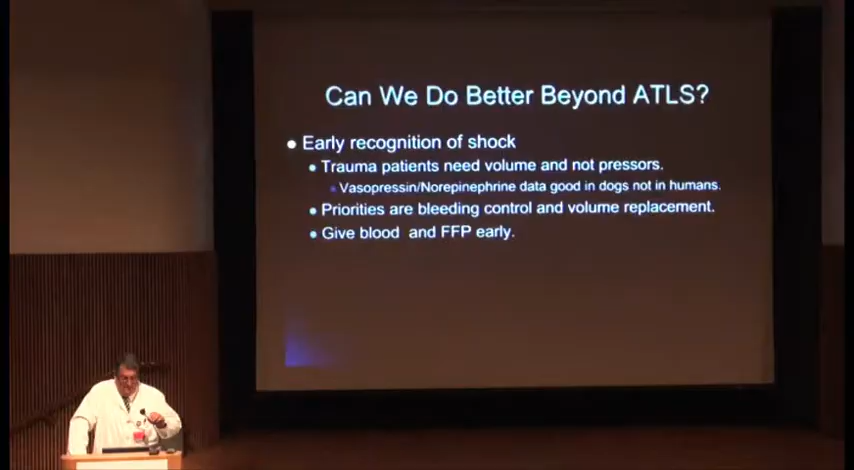 Can We Do Better Beyond ATLS?
Early recognition of shock
Trauma patients need volume and not pressors.
Vasopressin/Norepinephrine data good in dogs not in humans.
Priorities are bleeding control and volume replacement.
Give blood and FFP early.